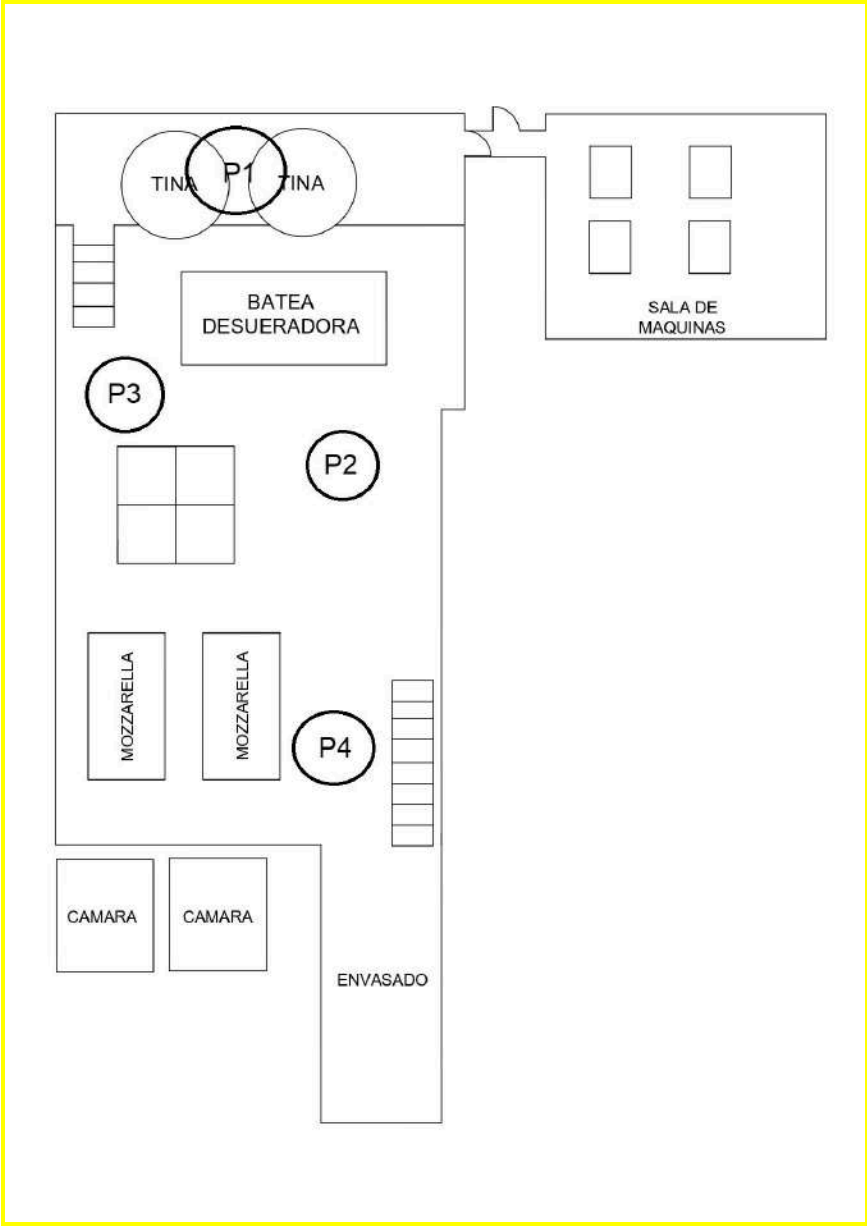 TINA
P1
TINA
BATEA
DESUERADORA
SALA DE
MAQUINAS
P3
P2
MOZZARELLA
MOZZARELLA
P4
CAMARA
CAMARA
ENVASADO